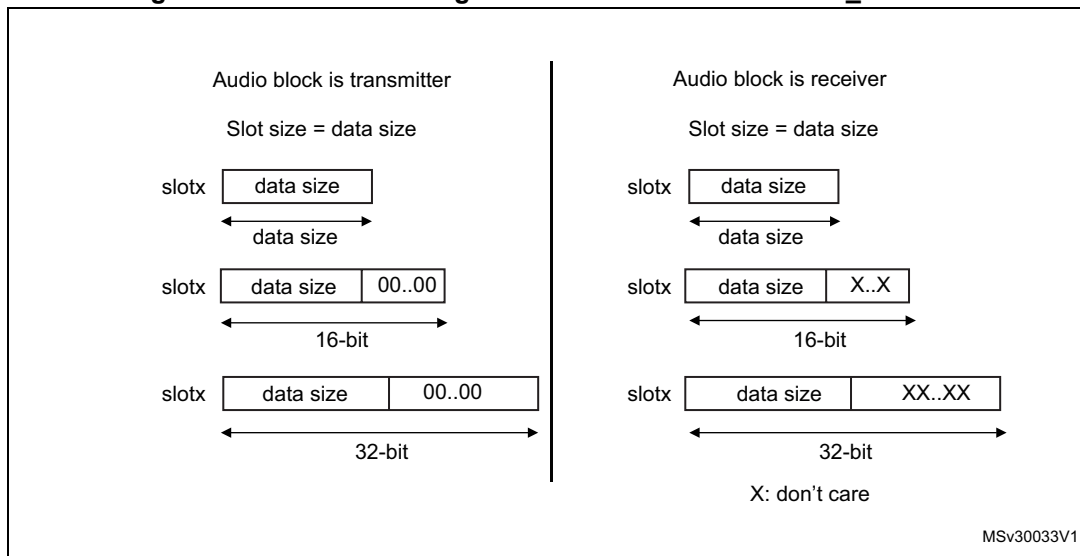 Audio block is transmitter
Slot size = data size
slotx data size
data size
slotx data size 00..00
16-bit
slotx data size 00..00
32-bit
Audio block is receiver
Slot size = data size
slotx data size
data size
slotx data size X..X
16-bit
slotx data size XX..XX
32-bit
X: don't care
MSv30033V1